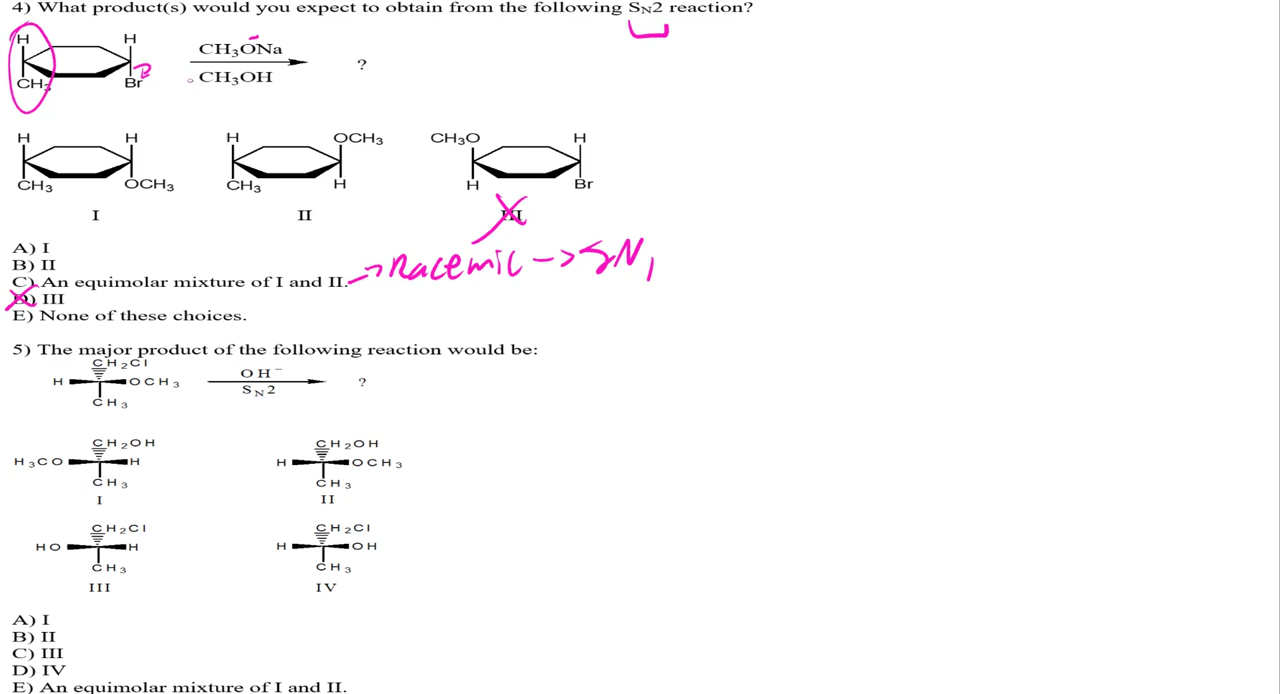 4) What product(s) would you expect to obtain from the following SN2 reaction?
H H
CH3ONa
CH3OH
?
CH3 Br
H H
CH3 OCH3
I
H OCH3
CH3 H
II
CH3O H
H Br
III
A) I
B) II
C) An equimolar mixture of I and II. → Racemic → SN1
D) III
E) None of these choices.
5) The major product of the following reaction would be:
CH2Cl
H OCH3
CH3
OH-
SN2
?
CH2OH
H3CO H
CH3
I
CH2OH
H OCH3
CH3
II
CH2Cl
HO H
CH3
III
CH2Cl
H OH
CH3
IV
A) I
B) II
C) III
D) IV
E) An equimolar mixture of I and II.